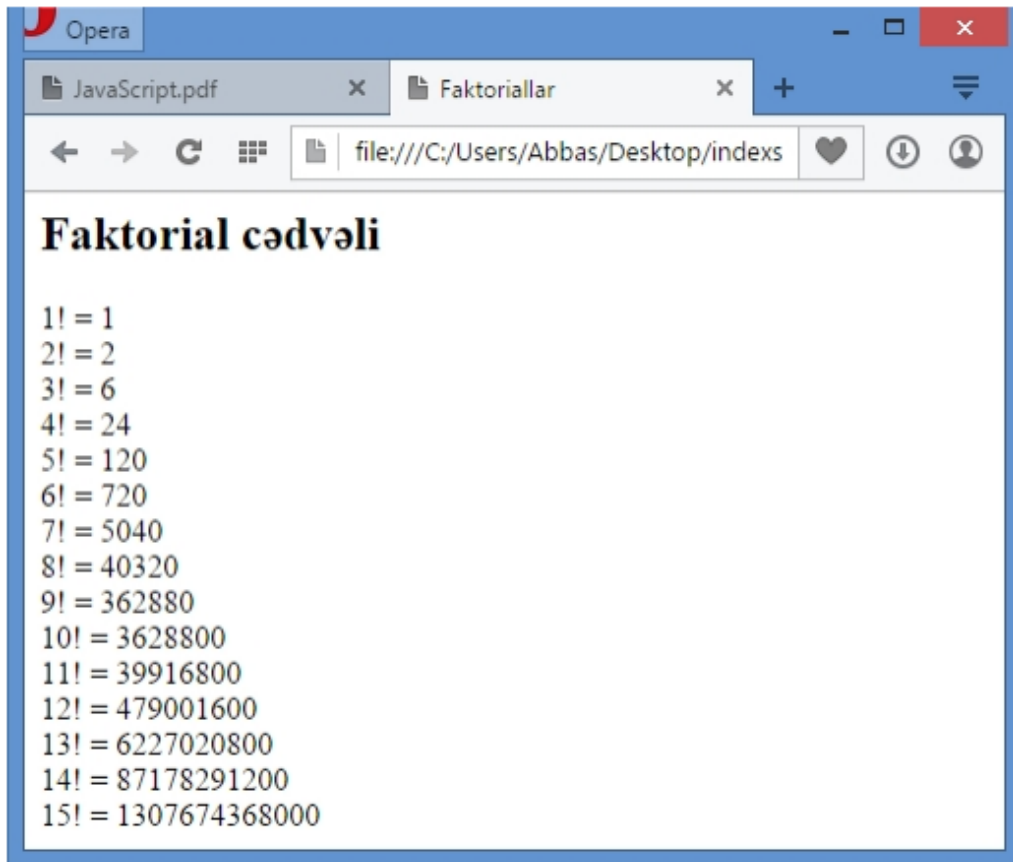 Opera
JavaScript.pdf
Faktoriallar
file:///C:/Users/Abbas/Desktop/indexs
Faktorial cədvəli
1! = 1
2! = 2
3! = 6
4! = 24
5! = 120
6! = 720
7! = 5040
8! = 40320
9! = 362880
10! = 3628800
11! = 39916800
12! = 479001600
13! = 6227020800
14! = 87178291200
15! = 1307674368000